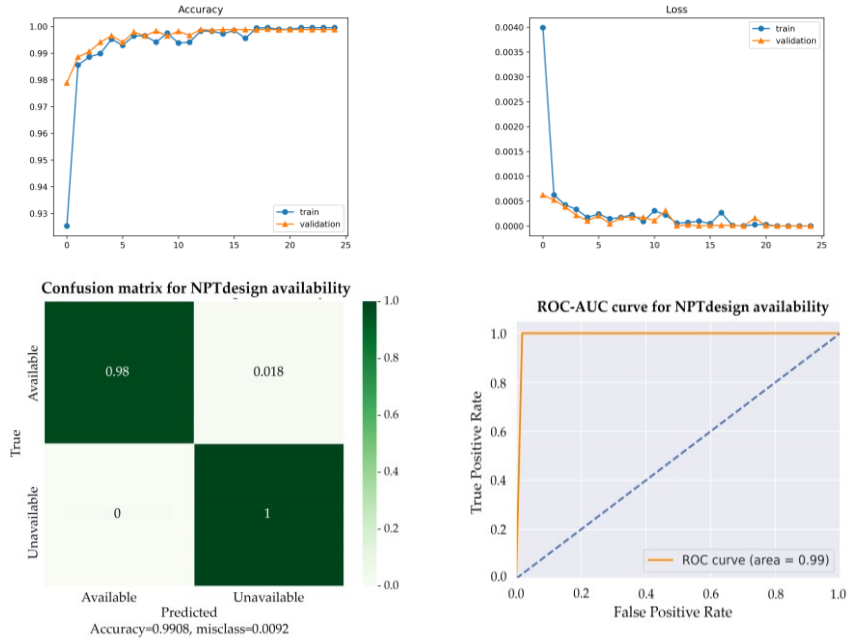 Accuracy
1.00
0.99
0.98
0.97
0.96
0.95
0.94
0.93
0
5
10
15
20
25
train
validation
Loss
0.0040
0.0035
0.0030
0.0025
0.0020
0.0015
0.0010
0.0005
0.0000
0
5
10
15
20
25
train
validation
Confusion matrix for NPTdesign availability
True
Available
Unavailable
0.98
0.018
0
1
1.0
0.8
0.6
0.4
0.2
0.0
Available
Unavailable
Predicted
Accuracy=0.9908, misclass=0.0092
ROC-AUC curve for NPTdesign availability
True Positive Rate
1.0
0.8
0.6
0.4
0.2
0.0
ROC curve (area = 0.99)
0.0
0.2
0.4
0.6
0.8
1.0
False Positive Rate